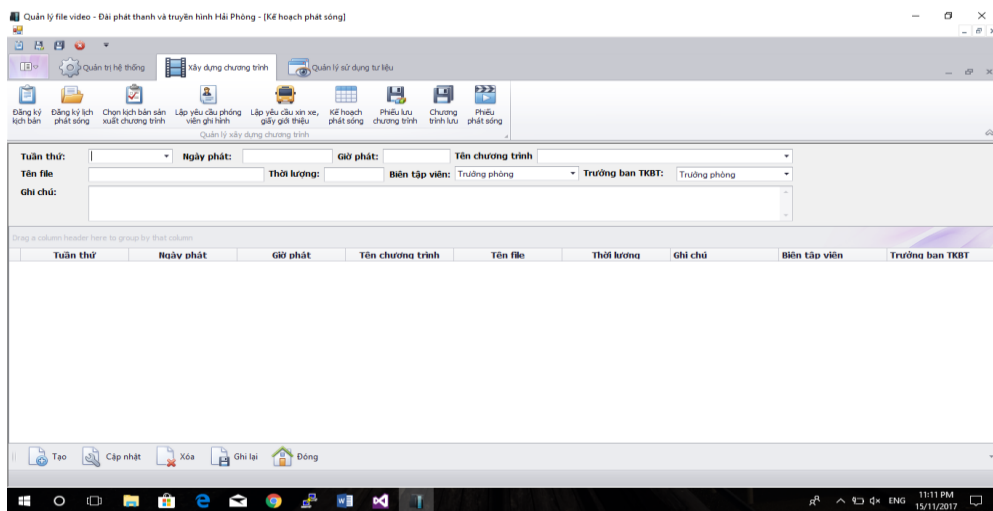 Quản lý file video - Đài phát thanh và truyền hình Hải Phòng - [Kế hoạch phát sóng]
Quản trị hệ thống Xây dựng chương trình Quản lý sử dụng tư liệu
Đăng ký kịch bản
Đăng ký lịch phát sóng
Chọn kịch bản sản xuất chương trình
Lập yêu cầu phóng viên ghi hình
Lập yêu cầu xin xe, giấy giới thiệu
Kế hoạch phát sóng
Phiếu lưu chương trình
Chương trình lưu
Phiếu phát sóng
Quản lý xây dựng chương trình
Tuần thứ: Ngày phát: Giờ phát: Tên chương trình
Tên file Thời lượng: Biên tập viên: Trưởng phòng Trưởng ban TKBT: Trưởng phòng
Ghi chú:
Drag a column header here to group by that column
Tuần thứ Ngày phát Giờ phát Tên chương trình Tên file Thời lượng Ghi chú Biên tập viên Trưởng ban TKBT
Tạo Cập nhật Xóa Ghi lại Đóng
ENG 11:11 PM
15/11/2017